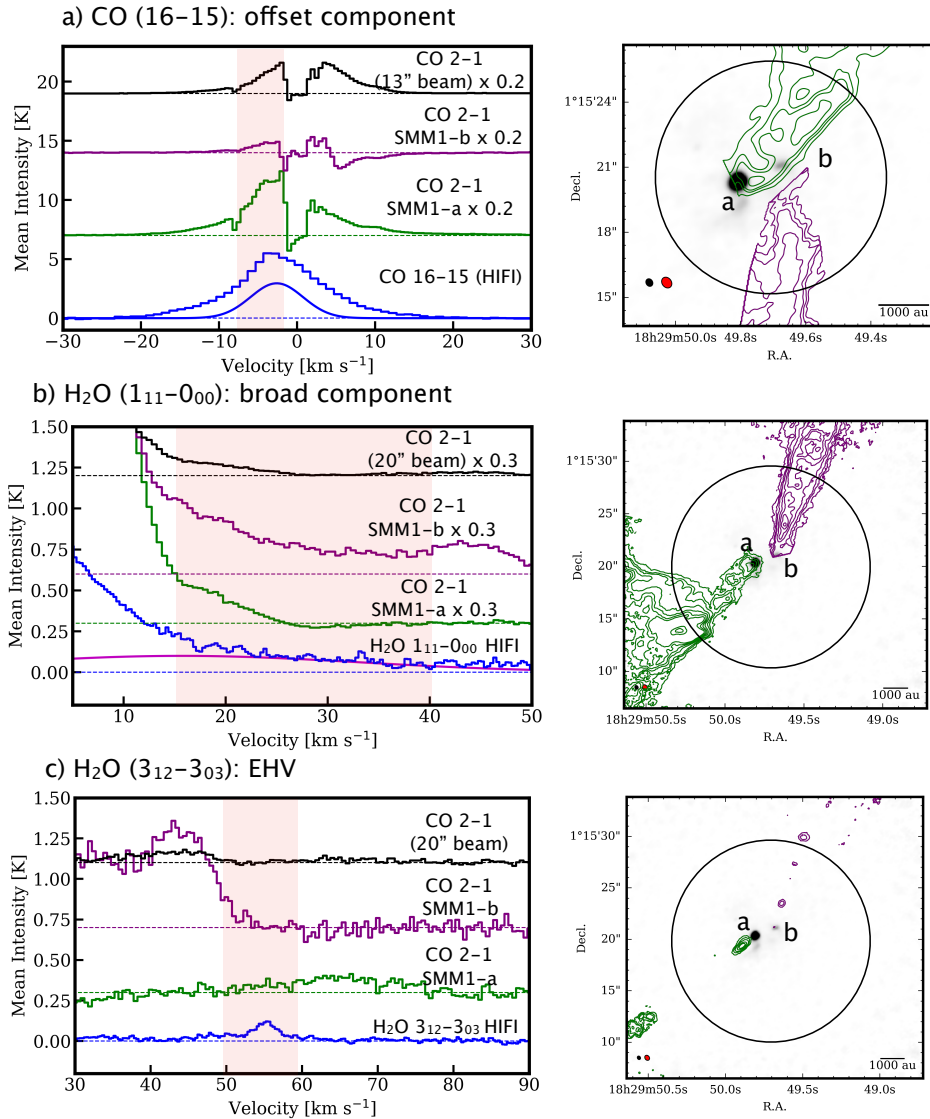 a) CO (16–15): offset component
CO 2–1
(13” beam) x 0.2
CO 2–1
SMM1–b x 0.2
CO 2–1
SMM1–a x 0.2
CO 16–15 (HIFI)
Mean Intensity [K]
20
15
10
5
0
−30 −20 −10 0 10 20 30
Velocity [km s⁻¹]
a
b
Decl.
1°15'24"
21"
18"
15"
1000 au
18ʰ29ᵐ50.0ˢ 49.8ˢ 49.6ˢ 49.4ˢ
R.A.
b) H₂O (1₁₁–0₀₀): broad component
CO 2–1
(20” beam) x 0.3
CO 2–1
SMM1–b x 0.3
CO 2–1
SMM1–a x 0.3
H₂O 1₁₁–0₀₀ HIFI
Mean Intensity [K]
1.50
1.25
1.00
0.75
0.50
0.25
0.00
10 20 30 40 50
Velocity [km s⁻¹]
a
b
Decl.
1°15'30"
25"
20"
15"
10"
1000 au
18ʰ29ᵐ50.5ˢ 50.0ˢ 49.5ˢ 49.0ˢ
R.A.
c) H₂O (3₁₂–3₀₃): EHV
CO 2–1
(20” beam)
CO 2–1
SMM1–b
CO 2–1
SMM1–a
H₂O 3₁₂–3₀₃ HIFI
Mean Intensity [K]
1.50
1.25
1.00
0.75
0.50
0.25
0.00
30 40 50 60 70 80 90
Velocity [km s⁻¹]
a
b
Decl.
1°15'30"
25"
20"
15"
10"
1000 au
18ʰ29ᵐ50.5ˢ 50.0ˢ 49.5ˢ 49.0ˢ
R.A.